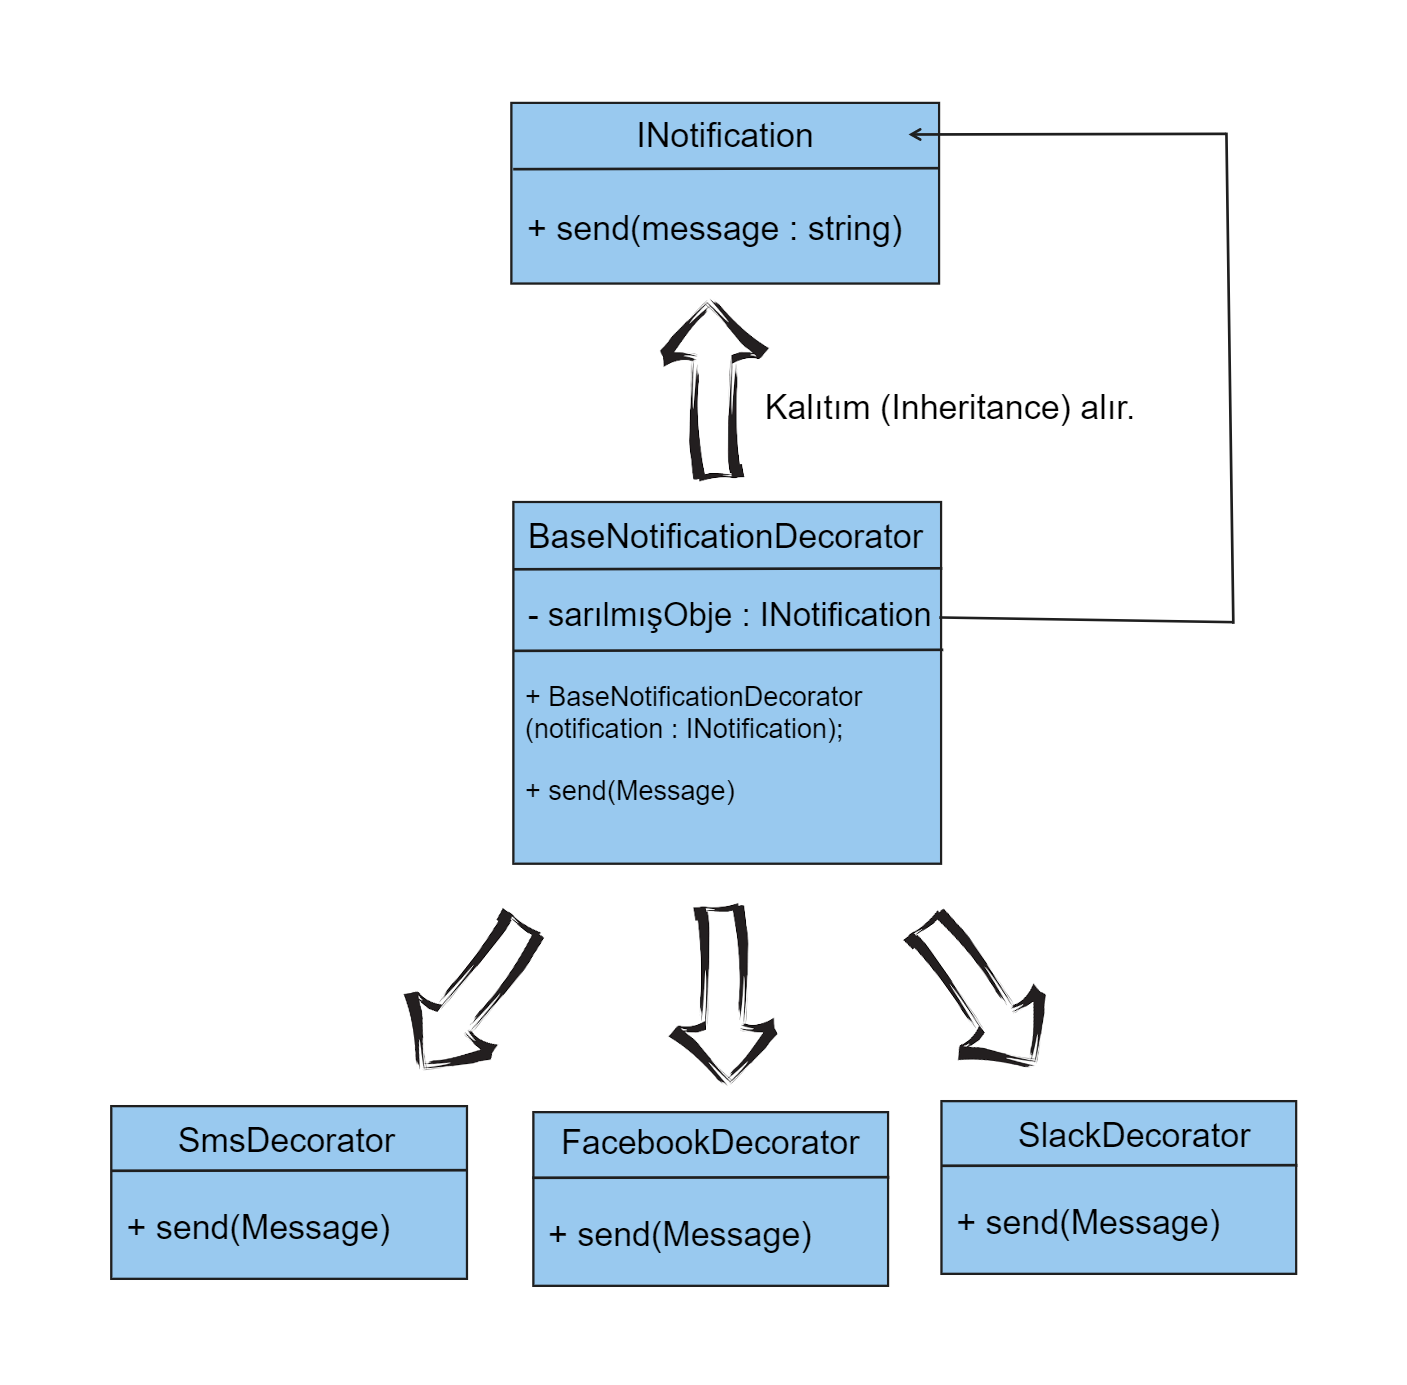 INotification
+ send(message : string)
Kalıtım (Inheritance) alır.
BaseNotificationDecorator
- sarılmışObje : INotification
+ BaseNotificationDecorator
(notification : INotification);
+ send(Message)
SmsDecorator
+ send(Message)
FacebookDecorator
+ send(Message)
SlackDecorator
+ send(Message)